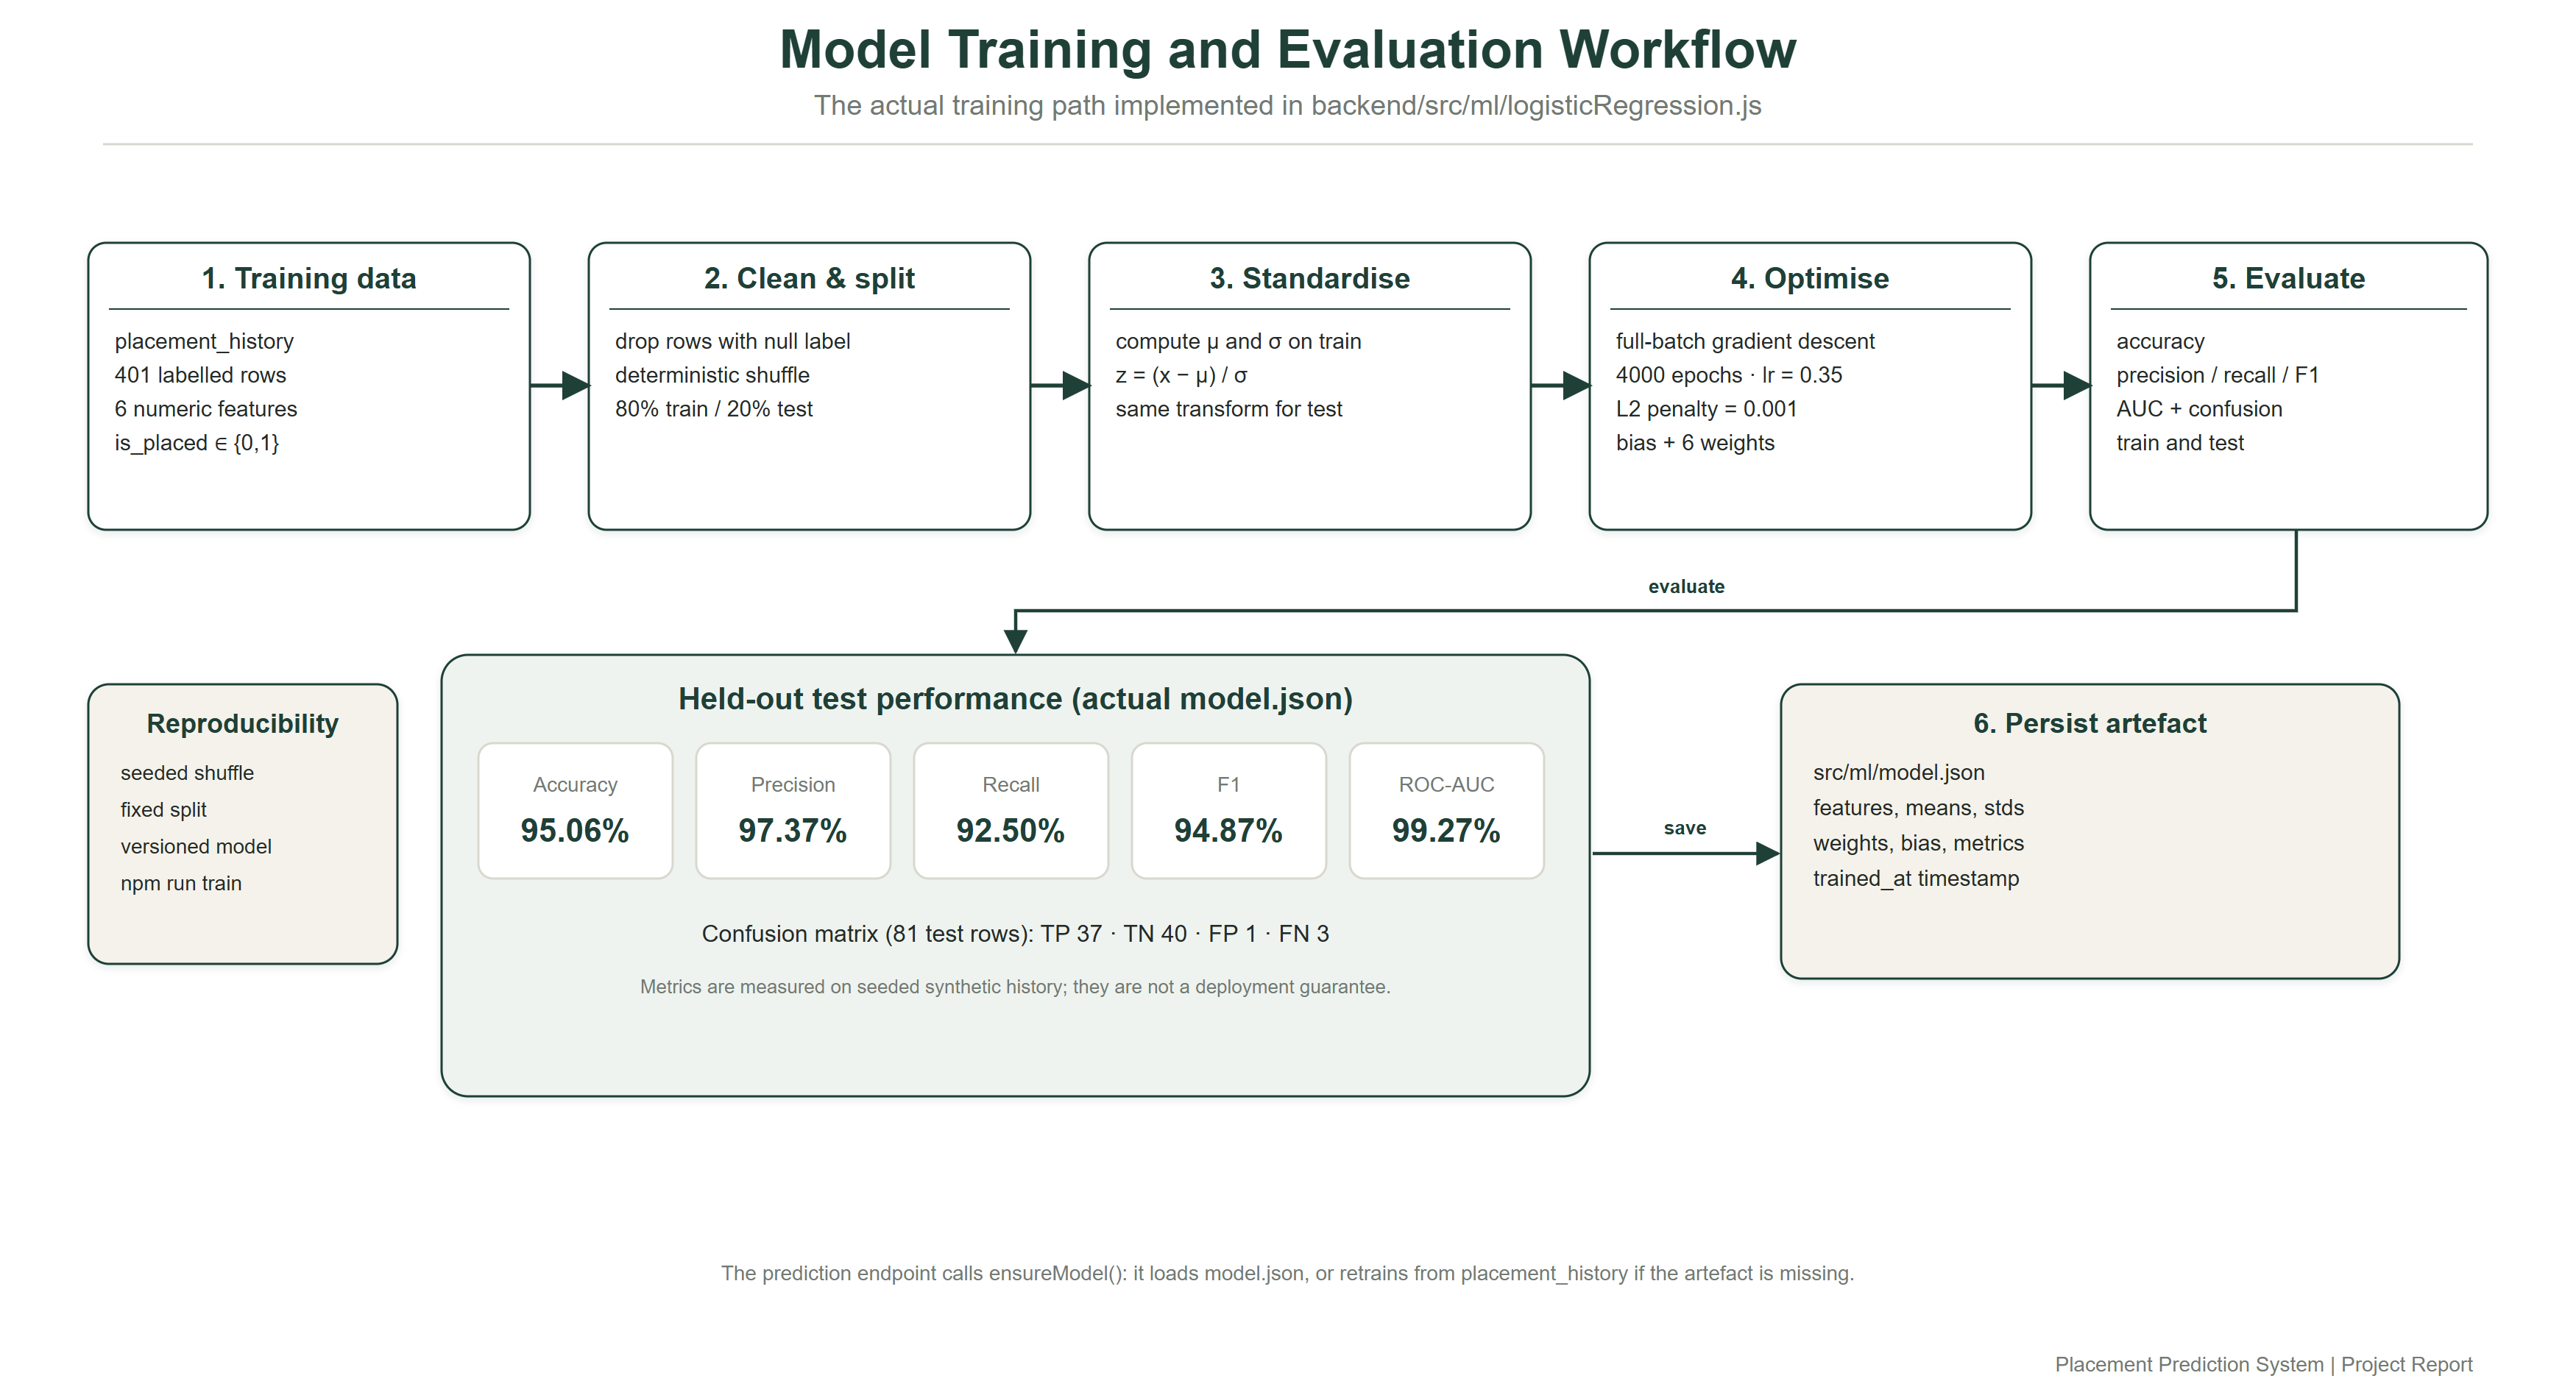 Model Training and Evaluation Workflow
The actual training path implemented in backend/src/ml/logisticRegression.js
1. Training data
placement_history
401 labelled rows
6 numeric features
is_placed ∈ {0,1}
2. Clean & split
drop rows with null label
deterministic shuffle
80% train / 20% test
3. Standardise
compute μ and σ on train
z = (x − μ) / σ
same transform for test
4. Optimise
full-batch gradient descent
4000 epochs · lr = 0.35
L2 penalty = 0.001
bias + 6 weights
5. Evaluate
accuracy
precision / recall / F1
AUC + confusion
train and test
evaluate
Reproducibility
seeded shuffle
fixed split
versioned model
npm run train
Held-out test performance (actual model.json)
Accuracy
95.06%
Precision
97.37%
Recall
92.50%
F1
94.87%
ROC-AUC
99.27%
Confusion matrix (81 test rows): TP 37 · TN 40 · FP 1 · FN 3
Metrics are measured on seeded synthetic history; they are not a deployment guarantee.
save
6. Persist artefact
src/ml/model.json
features, means, stds
weights, bias, metrics
trained_at timestamp
The prediction endpoint calls ensureModel(): it loads model.json, or retrains from placement_history if the artefact is missing.
Placement Prediction System | Project Report